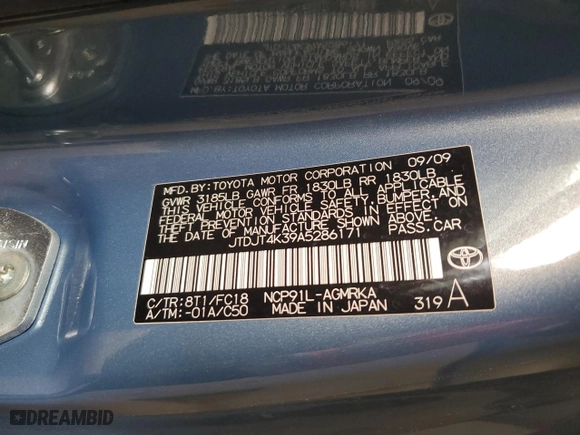 MFD.BY: TOYOTA MOTOR CORPORATION 09/09
GVWR 3185LB GAWR FR 1830LB RR 1830LB
THIS VEHICLE CONFORMS TO ALL APPLICABLE
FEDERAL MOTOR VEHICLE SAFETY, BUMPER, AND
THEFT PREVENTION STANDARDS IN EFFECT ON
THE DATE OF MANUFACTURE SHOWN ABOVE.
JTDJT4K39A5286171 PASS.CAR
C/TR: 8T1/FC18 NCP91L-AGMRKA
A/TM: -01A/C50 MADE IN JAPAN 319 A
TOYOTA
DREAMBID